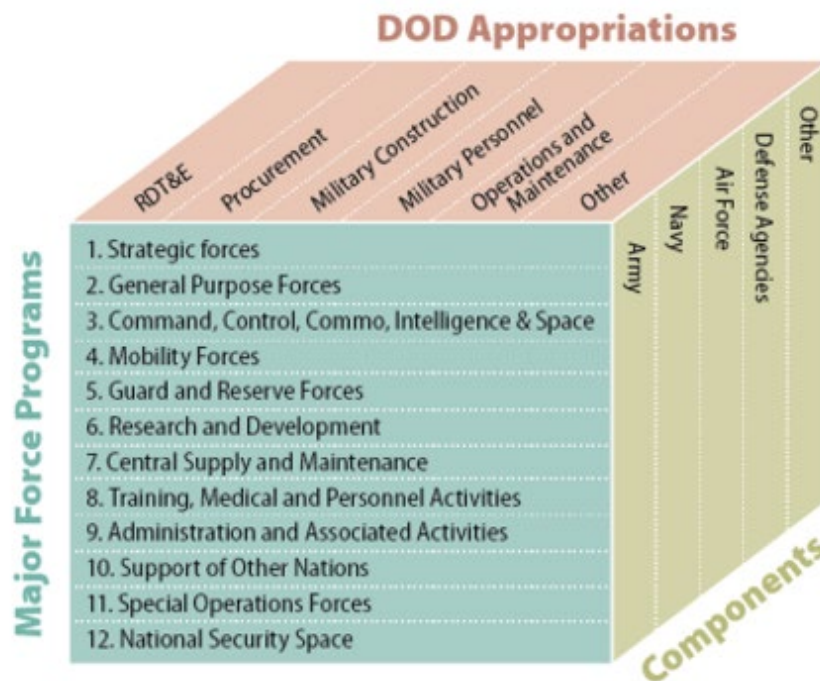 DOD Appropriations
RDT&E
Procurement
Military Construction
Military Personnel
Operations and
Maintenance
Other
Major Force Programs
1. Strategic forces
2. General Purpose Forces
3. Command, Control, Commo, Intelligence & Space
4. Mobility Forces
5. Guard and Reserve Forces
6. Research and Development
7. Central Supply and Maintenance
8. Training, Medical and Personnel Activities
9. Administration and Associated Activities
10. Support of Other Nations
11. Special Operations Forces
12. National Security Space
Army
Navy
Air Force
Defense Agencies
Other
Components